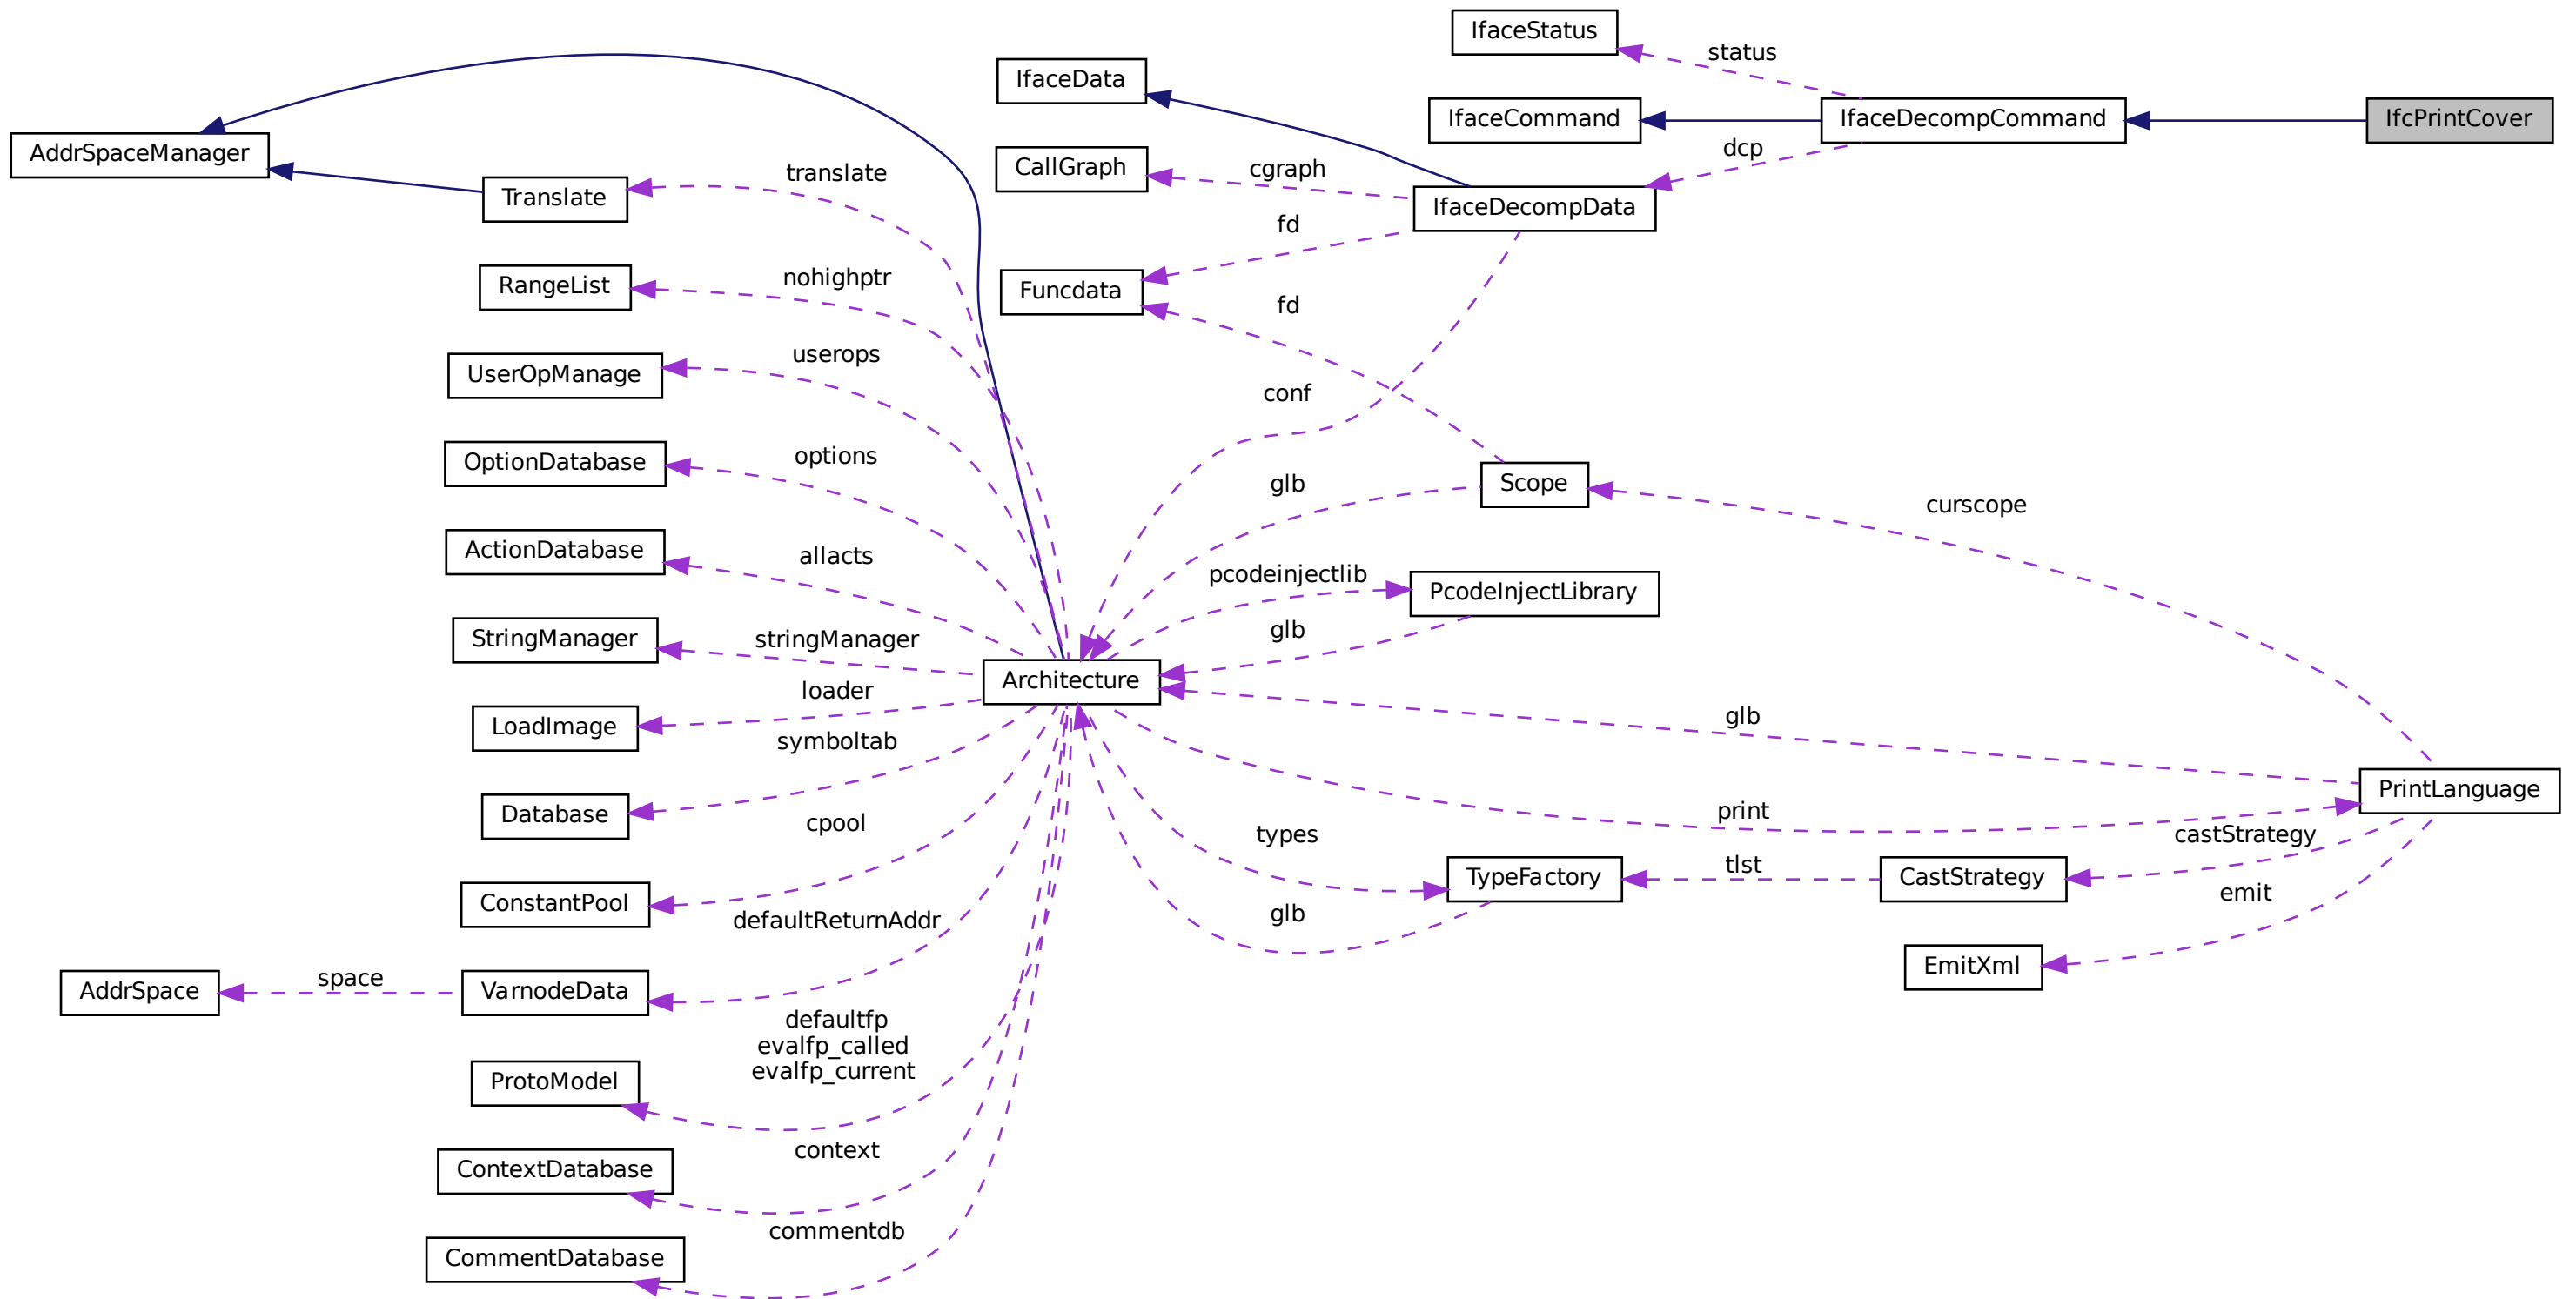 IfaceStatus
status
IfaceData
IfaceCommand
IfaceDecompCommand
IfcPrintCover
AddrSpaceManager
CallGraph
cgraph
dcp
translate
Translate
IfaceDecompData
fd
RangeList
nohighptr
Funcdata
fd
userops
UserOpManage
conf
options
OptionDatabase
glb
Scope
curscope
allacts
ActionDatabase
pcodeinjectlib
PcodeInjectLibrary
stringManager
StringManager
glb
Architecture
loader
LoadImage
glb
symboltab
PrintLanguage
print
Database
cpool
types
castStrategy
TypeFactory
tlst
CastStrategy
ConstantPool
defaultReturnAddr
glb
emit
EmitXml
AddrSpace
space
VarnodeData
defaultfp
evalfp_called
evalfp_current
ProtoModel
context
ContextDatabase
commentdb
CommentDatabase